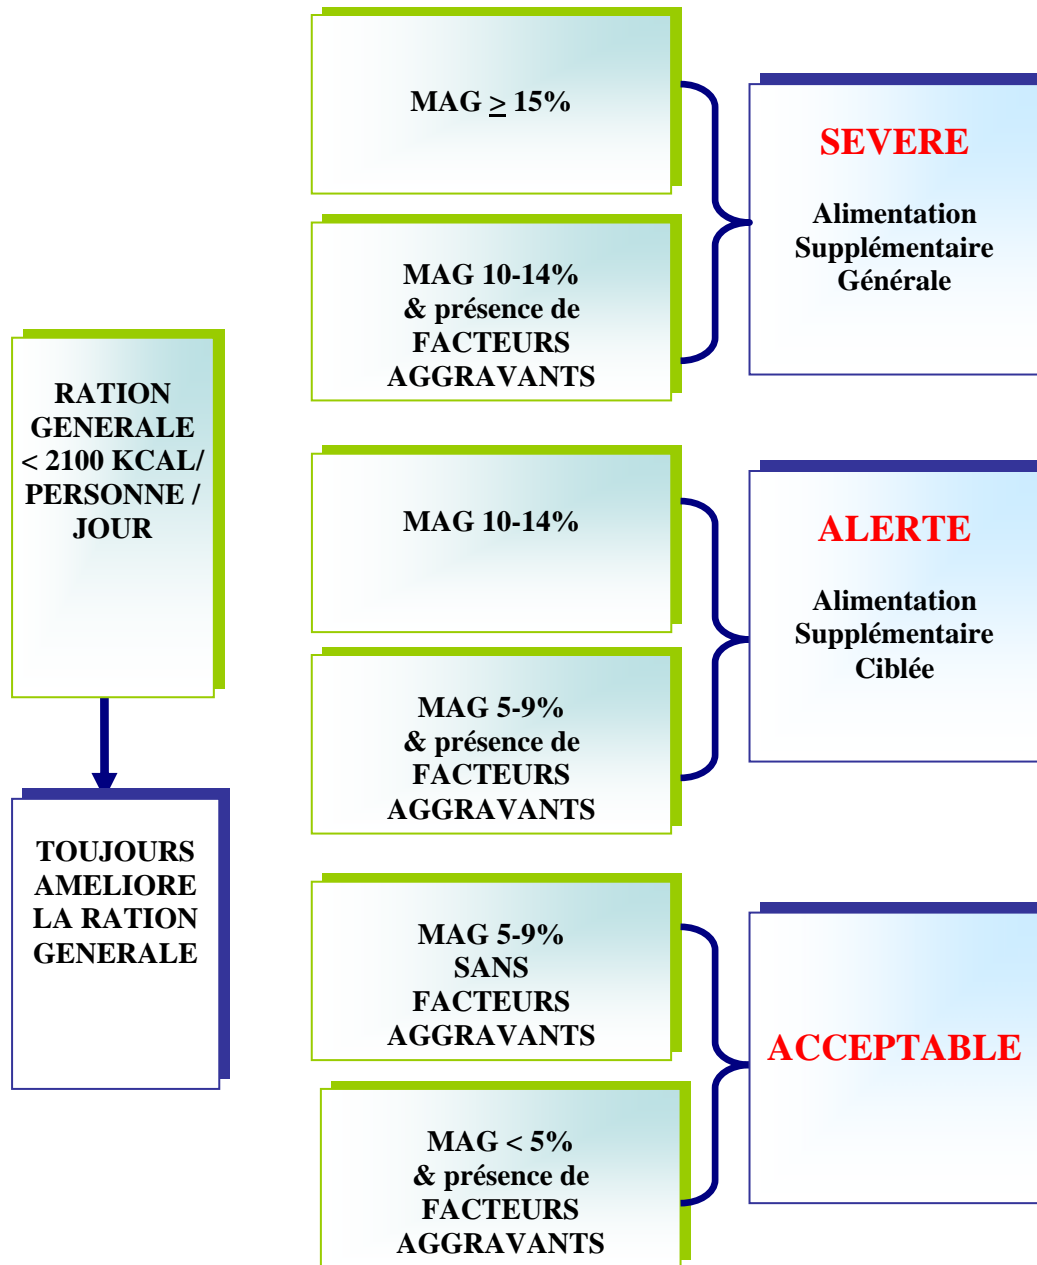 RATION
GENERALE
< 2100 KCAL/
PERSONNE /
JOUR
TOUJOURS
AMELIORE
LA RATION
GENERALE
MAG ≥ 15%
MAG 10-14%
& présence de
FACTEURS
AGGRAVANTS
SEVERE
Alimentation
Supplémentaire
Générale
MAG 10-14%
MAG 5-9%
& présence de
FACTEURS
AGGRAVANTS
ALERTE
Alimentation
Supplémentaire
Ciblée
MAG 5-9%
SANS
FACTEURS
AGGRAVANTS
MAG < 5%
& présence de
FACTEURS
AGGRAVANTS
ACCEPTABLE